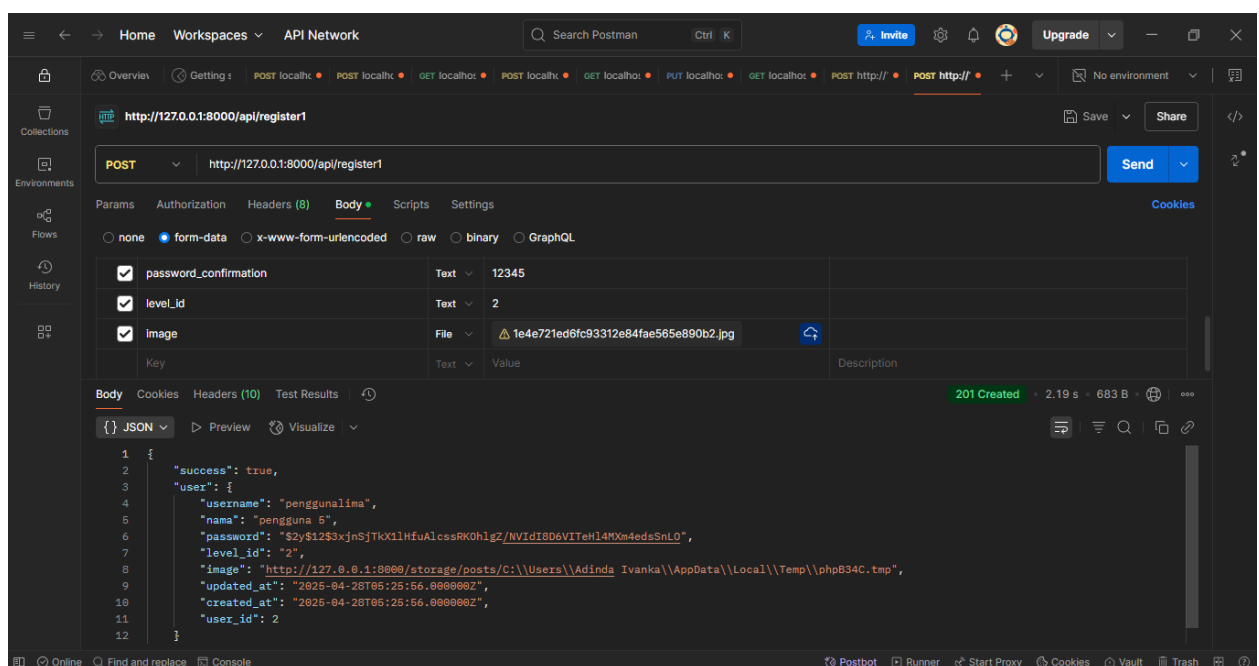 Home Workspaces API Network Search Postman Ctrl K Invite Upgrade
Overview Getting s POST localhc GET localhos POST localhc GET localhos PUT localhos GET localhos POST http://' POST http://' No environment
Collections
Environments
Flows
History
HTTP http://127.0.0.1:8000/api/register1 Save Share
POST http://127.0.0.1:8000/api/register1 Send
Params Authorization Headers (8) Body Scripts Settings Cookies
none form-data x-www-form-urlencoded raw binary GraphQL
password_confirmation Text 12345
level_id Text 2
image File 1e4e721ed6fc93312e84fae565e890b2.jpg
Key Text Value Description
Body Cookies Headers (10) Test Results 201 Created 2.19 s 683 B
{} JSON Preview Visualize
1 {
2 "success": true,
3 "user": {
4 "username": "penggunalima",
5 "nama": "pengguna 5",
6 "password": "$2y$12$3xjnSjTkX1lHfuAlcssRKOhlgZ/NVIdI8D6VITeHl4MXm4edsSnLO",
7 "level_id": "2",
8 "image": "http://127.0.0.1:8000/storage/posts/C:\\Users\\Adinda Ivanka\\AppData\\Local\\Temp\\phpB34C.tmp",
9 "updated_at": "2025-04-28T05:25:56.000000Z",
10 "created_at": "2025-04-28T05:25:56.000000Z",
11 "user_id": 2
12 }
Online Find and replace Console Postbot Runner Start Proxy Cookies Vault Trash